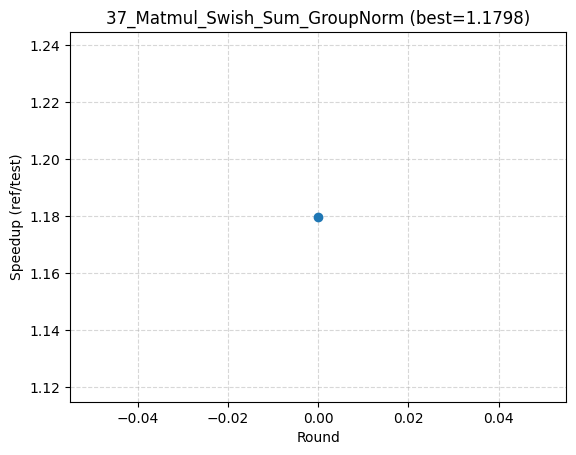 37_Matmul_Swish_Sum_GroupNorm (best=1.1798)
Speedup (ref/test)
1.24
1.22
1.20
1.18
1.16
1.14
1.12
−0.04 −0.02 0.00 0.02 0.04
Round